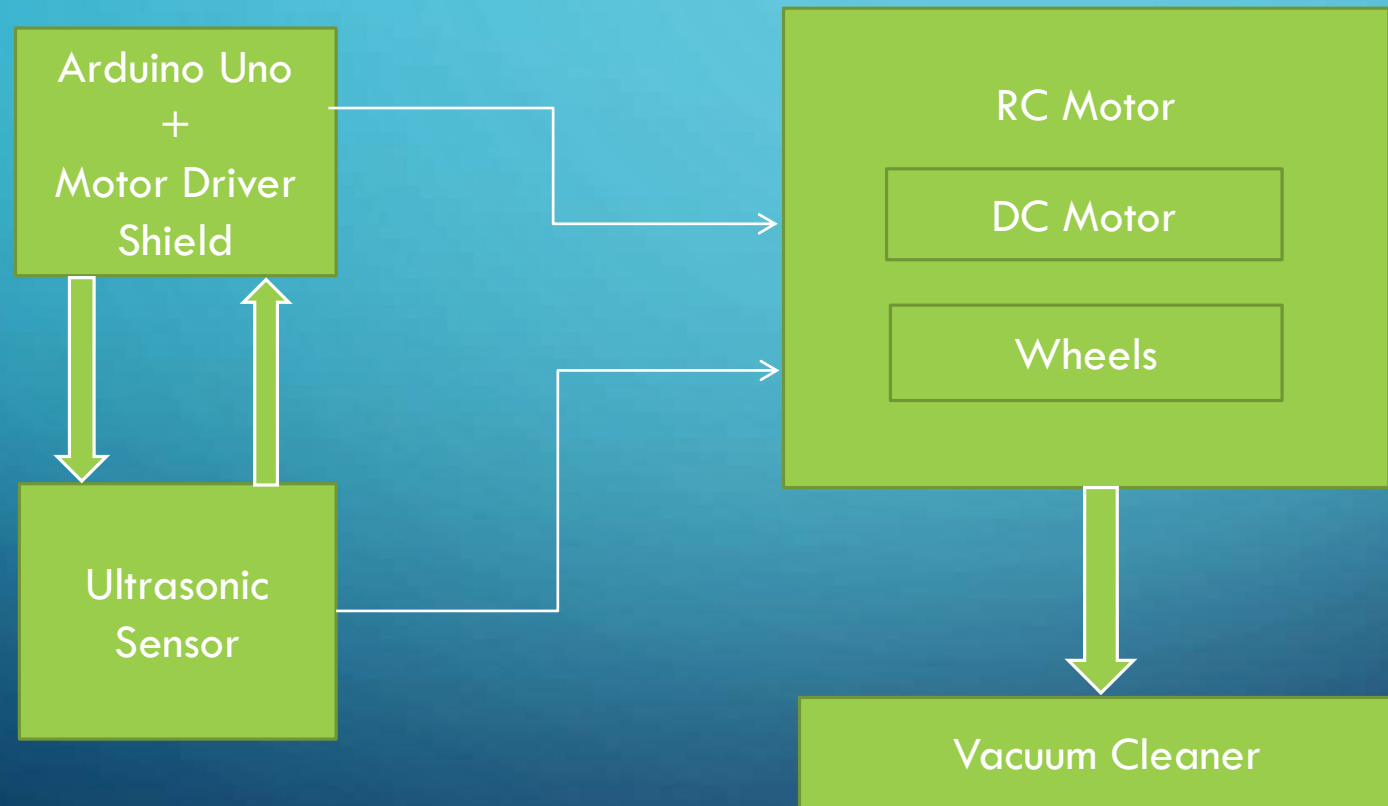 Arduino Uno
+
Motor Driver
Shield
RC Motor
DC Motor
Wheels
Ultrasonic
Sensor
Vacuum Cleaner